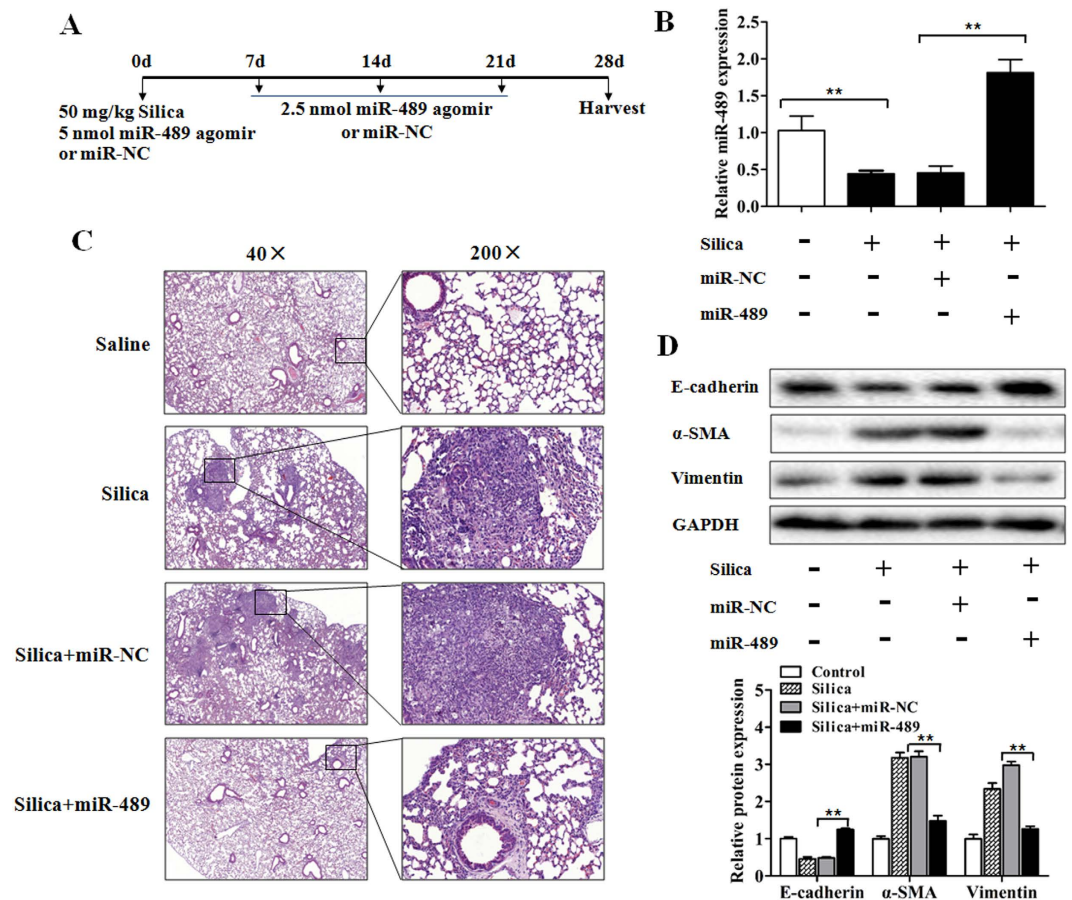 A
0d 7d 14d 21d 28d
50 mg/kg Silica
5 nmol miR-489 agomir
or miR-NC
2.5 nmol miR-489 agomir
or miR-NC
Harvest
B
Relative miR-489 expression
2.5
2.0
1.5
1.0
0.5
0.0
**
**
Silica - + + +
miR-NC - - + -
miR-489 - - - +
C
40× 200×
Saline
Silica
Silica+miR-NC
Silica+miR-489
D
E-cadherin
α-SMA
Vimentin
GAPDH
Silica - + + +
miR-NC - - + -
miR-489 - - - +
Control
Silica
Silica+miR-NC
Silica+miR-489
Relative protein expression
5
4
3
2
1
0
**
**
**
E-cadherin α-SMA Vimentin